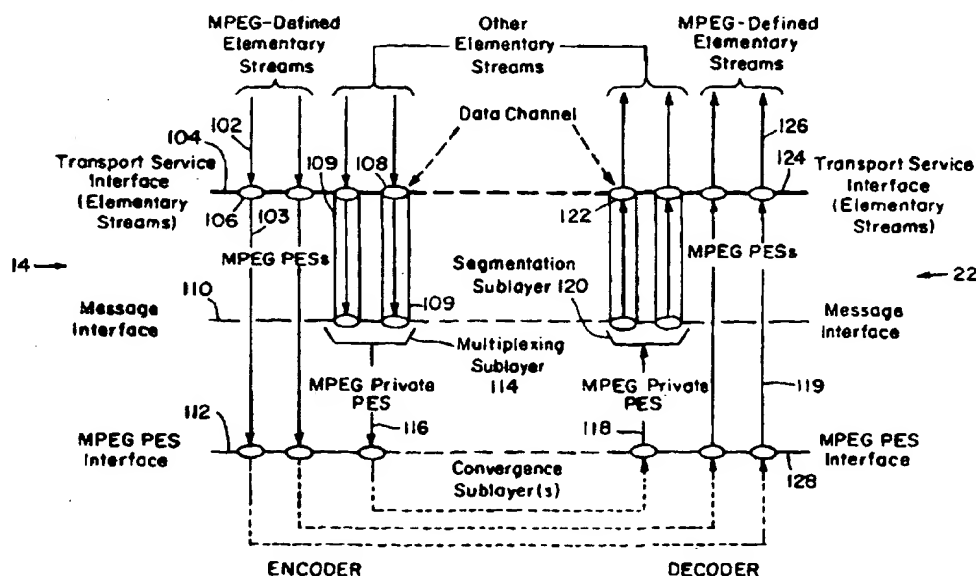 MPEG-Defined
Elementary
Streams
Other
Elementary
Streams
MPEG-Defined
Elementary
Streams
102
104
Data Channel
126
109
108
124
Transport Service
Interface
(Elementary
Streams)
106
103
122
Transport Service
Interface
(Elementary
Streams)
MPEG PESs
MPEG PESs
14
Segmentation
Sublayer 120
22
110
109
Message
Interface
Message
Interface
Multiplexing
Sublayer
114
MPEG Private
PES
MPEG Private
PES
119
112
116
118
MPEG PES
Interface
MPEG PES
Interface
Convergence
Sublayer(s)
128
ENCODER
DECODER